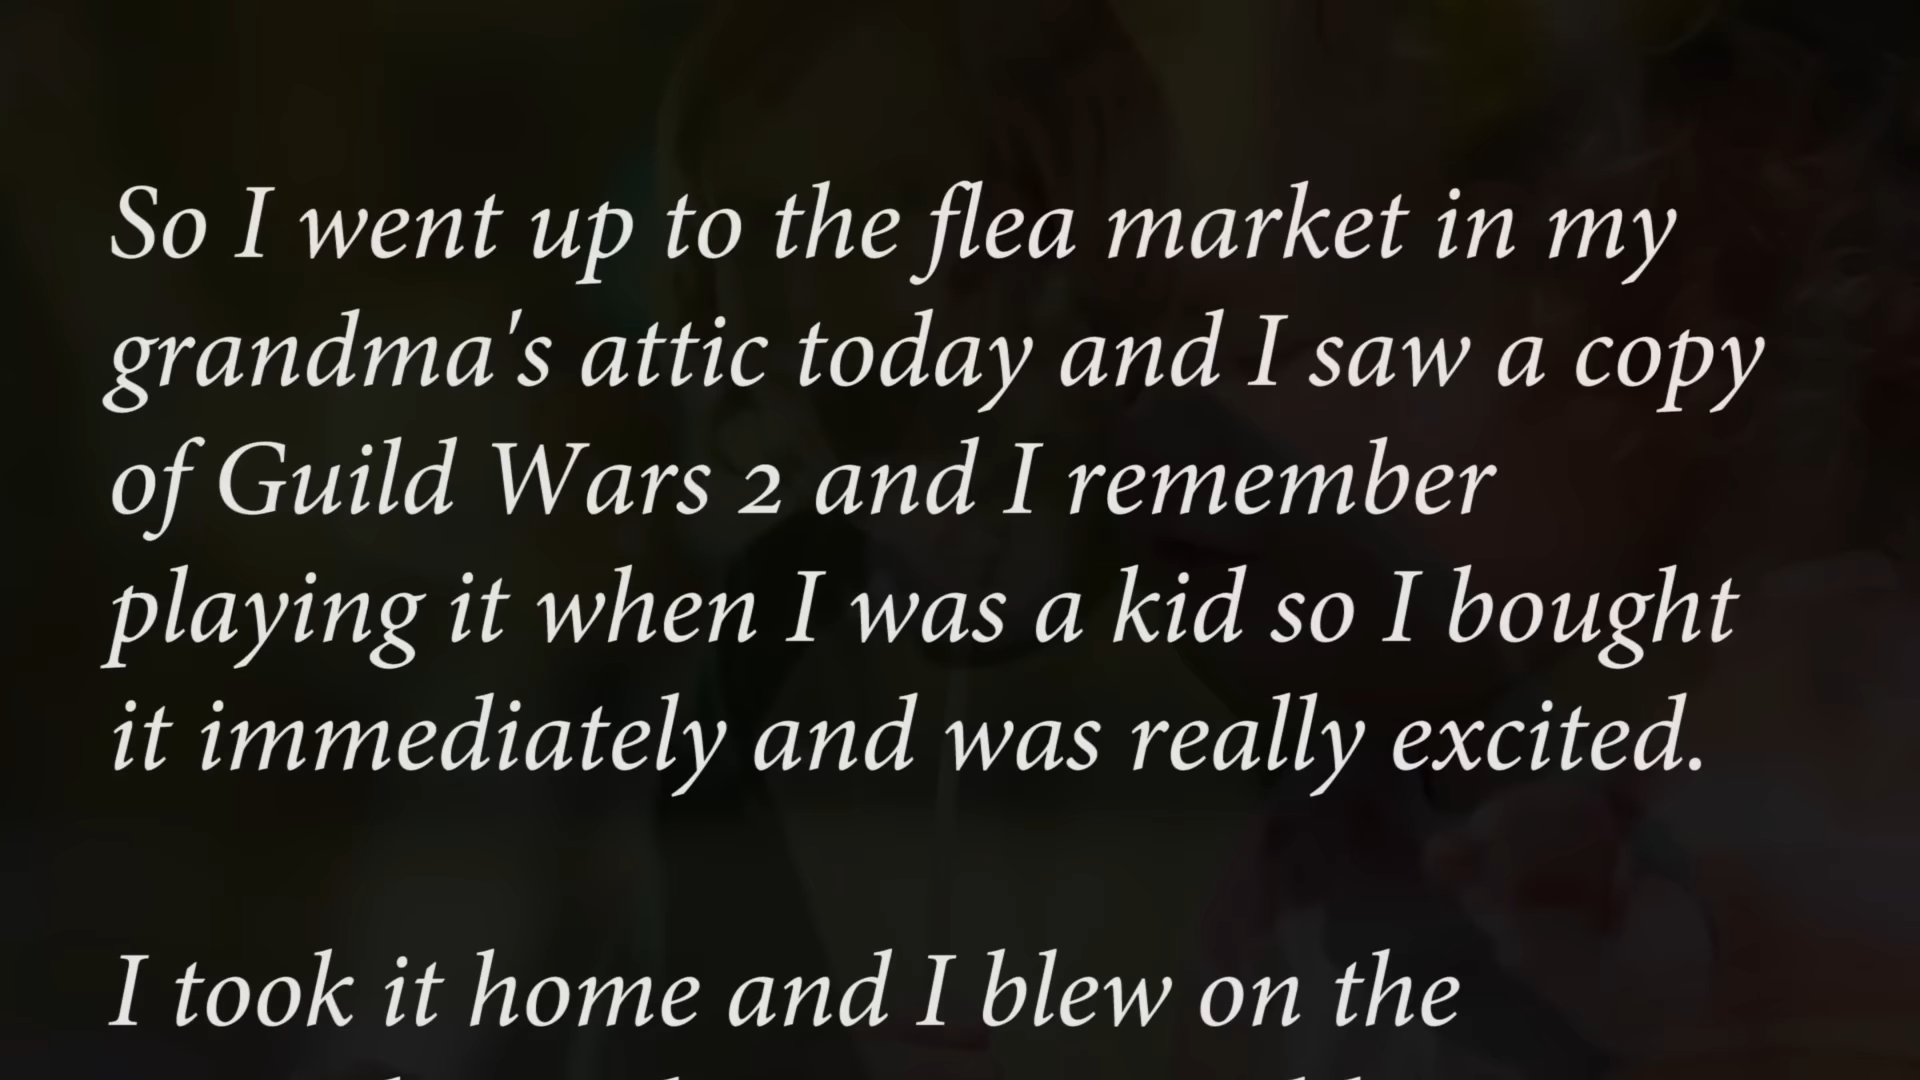 So I went up to the flea market in my
grandma's attic today and I saw a copy
of Guild Wars 2 and I remember
playing it when I was a kid so I bought
it immediately and was really excited.
I took it home and I blew on the